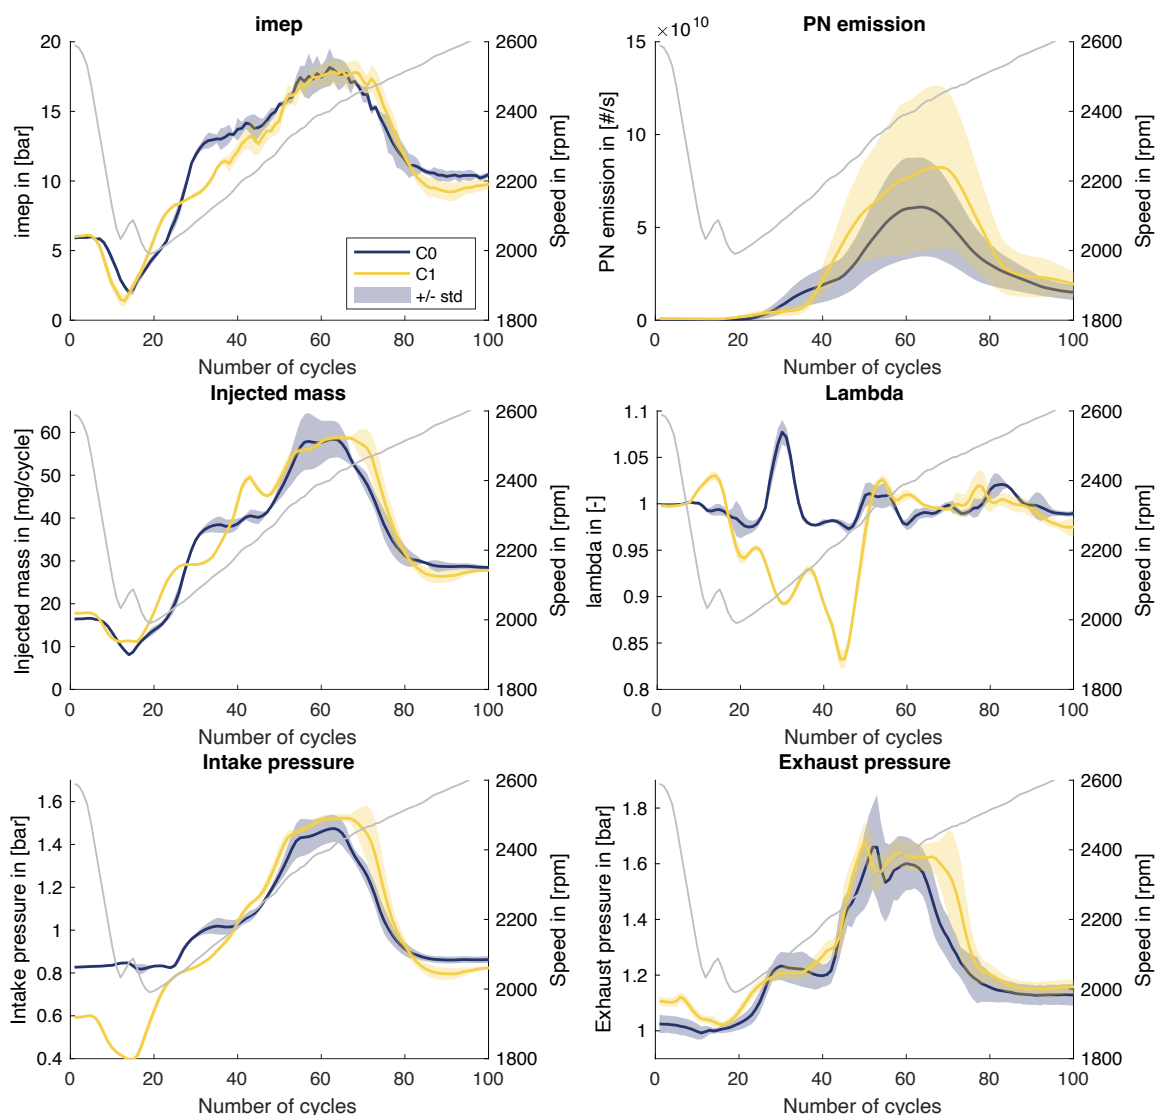 imep
20
15
10
5
0
imep in [bar]
2600
2400
2200
2000
1800
Speed in [rpm]
C0
C1
+/- std
0 20 40 60 80 100
Number of cycles
×10^10
PN emission
15
10
5
0
PN emission in [#/s]
2600
2400
2200
2000
1800
Speed in [rpm]
0 20 40 60 80 100
Number of cycles
Injected mass
60
50
40
30
20
10
0
Injected mass in [mg/cycle]
2600
2400
2200
2000
1800
Speed in [rpm]
0 20 40 60 80 100
Number of cycles
Lambda
1.1
1.05
1
0.95
0.9
0.85
0.8
lambda in [-]
2600
2400
2200
2000
1800
Speed in [rpm]
0 20 40 60 80 100
Number of cycles
Intake pressure
1.6
1.4
1.2
1
0.8
0.6
0.4
Intake pressure in [bar]
2600
2400
2200
2000
1800
Speed in [rpm]
0 20 40 60 80 100
Number of cycles
Exhaust pressure
1.8
1.6
1.4
1.2
1
Exhaust pressure in [bar]
2600
2400
2200
2000
1800
Speed in [rpm]
0 20 40 60 80 100
Number of cycles